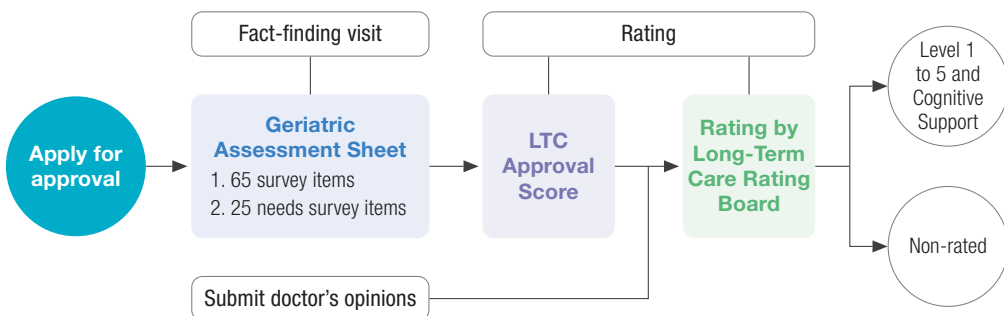 Fact-finding visit
Rating
Apply for
approval
Geriatric
Assessment Sheet
1. 65 survey items
2. 25 needs survey items
LTC
Approval
Score
Rating by
Long-Term
Care Rating
Board
Level 1
to 5 and
Cognitive
Support
Non-rated
Submit doctor’s opinions